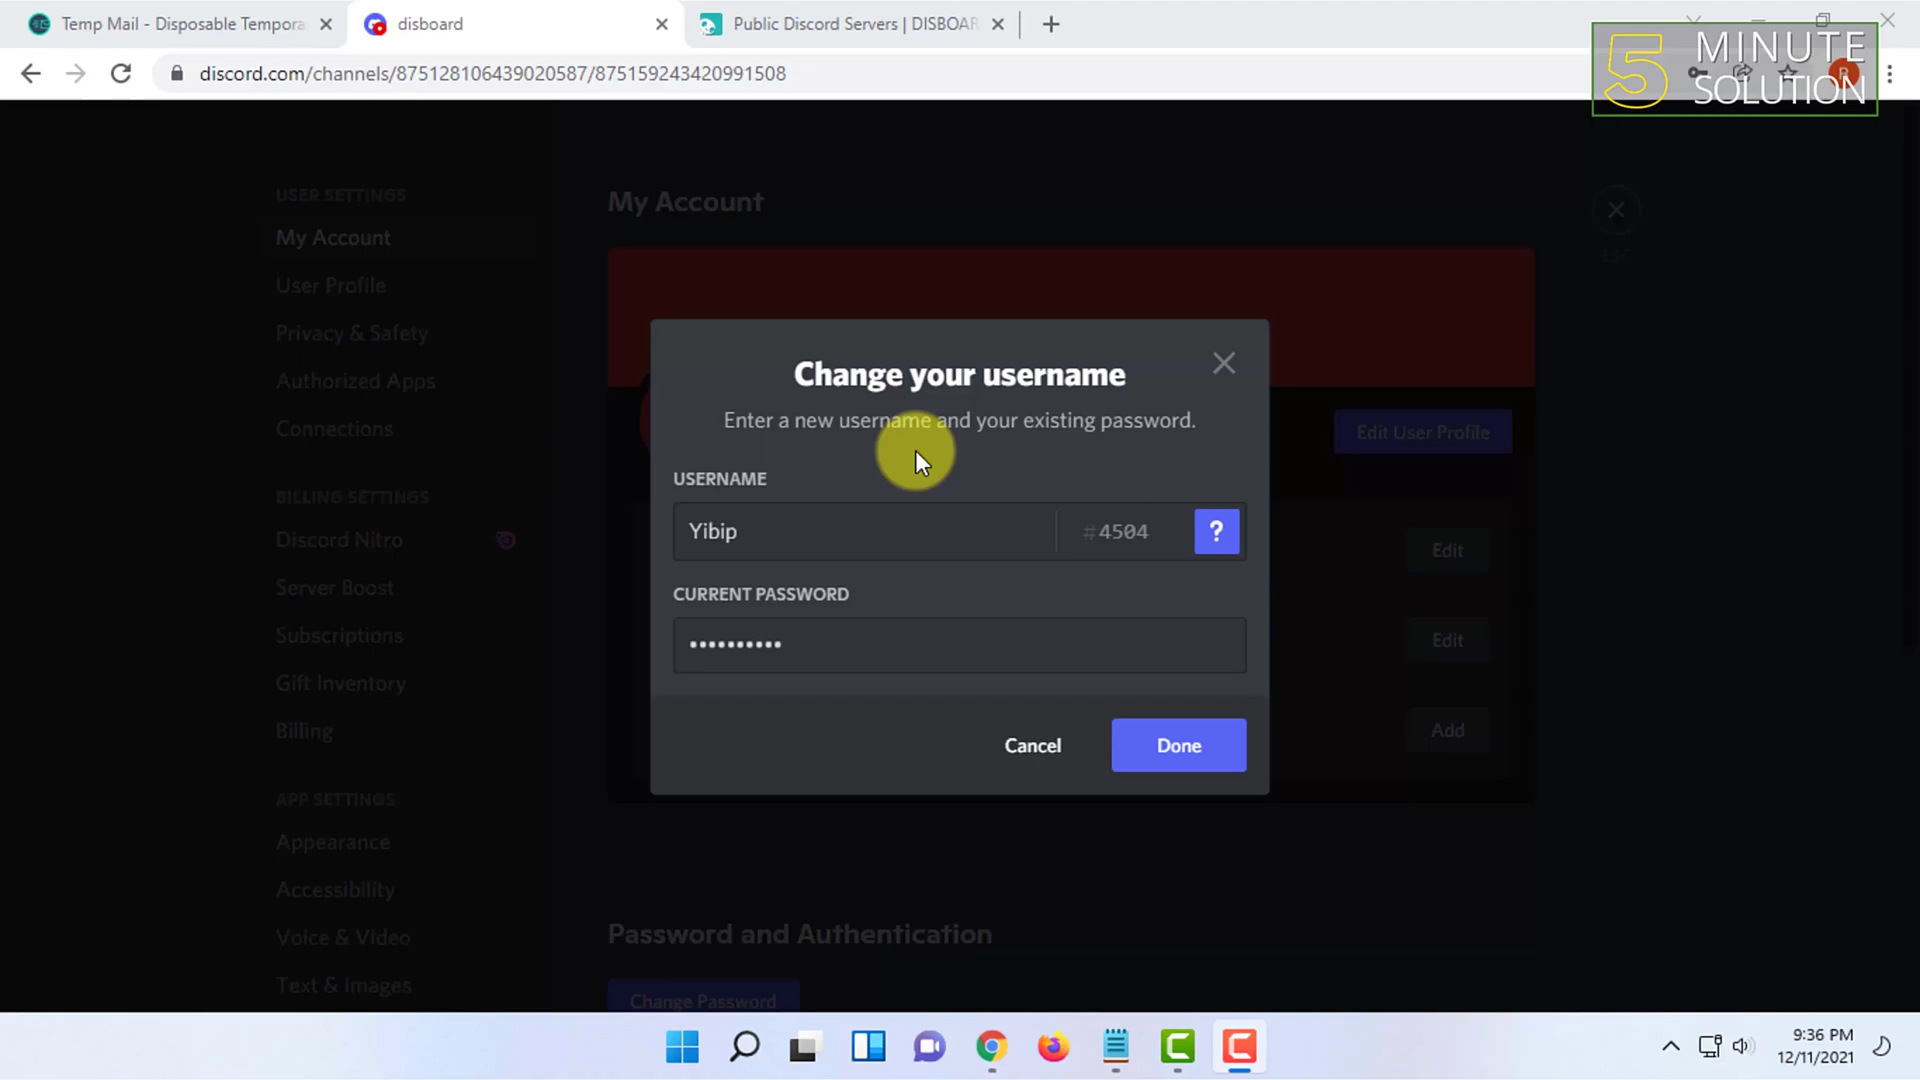 Temp Mail - Disposable Tempora
disboard
Public Discord Servers | DISBOAR
discord.com/channels/875128106439020587/875159243420991508
5 MINUTE
SOLUTION
USER SETTINGS
My Account
User Profile
Privacy & Safety
Authorized Apps
Connections
BILLING SETTINGS
Discord Nitro
Server Boost
Subscriptions
Gift Inventory
Billing
APP SETTINGS
Appearance
Accessibility
Voice & Video
Text & Images
My Account
ESC
Edit User Profile
Edit
Edit
Add
Change your username
Enter a new username and your existing password.
USERNAME
Yibip
#4504
?
CURRENT PASSWORD
••••••••••
Cancel
Done
Password and Authentication
Change Password
9:36 PM
12/11/2021